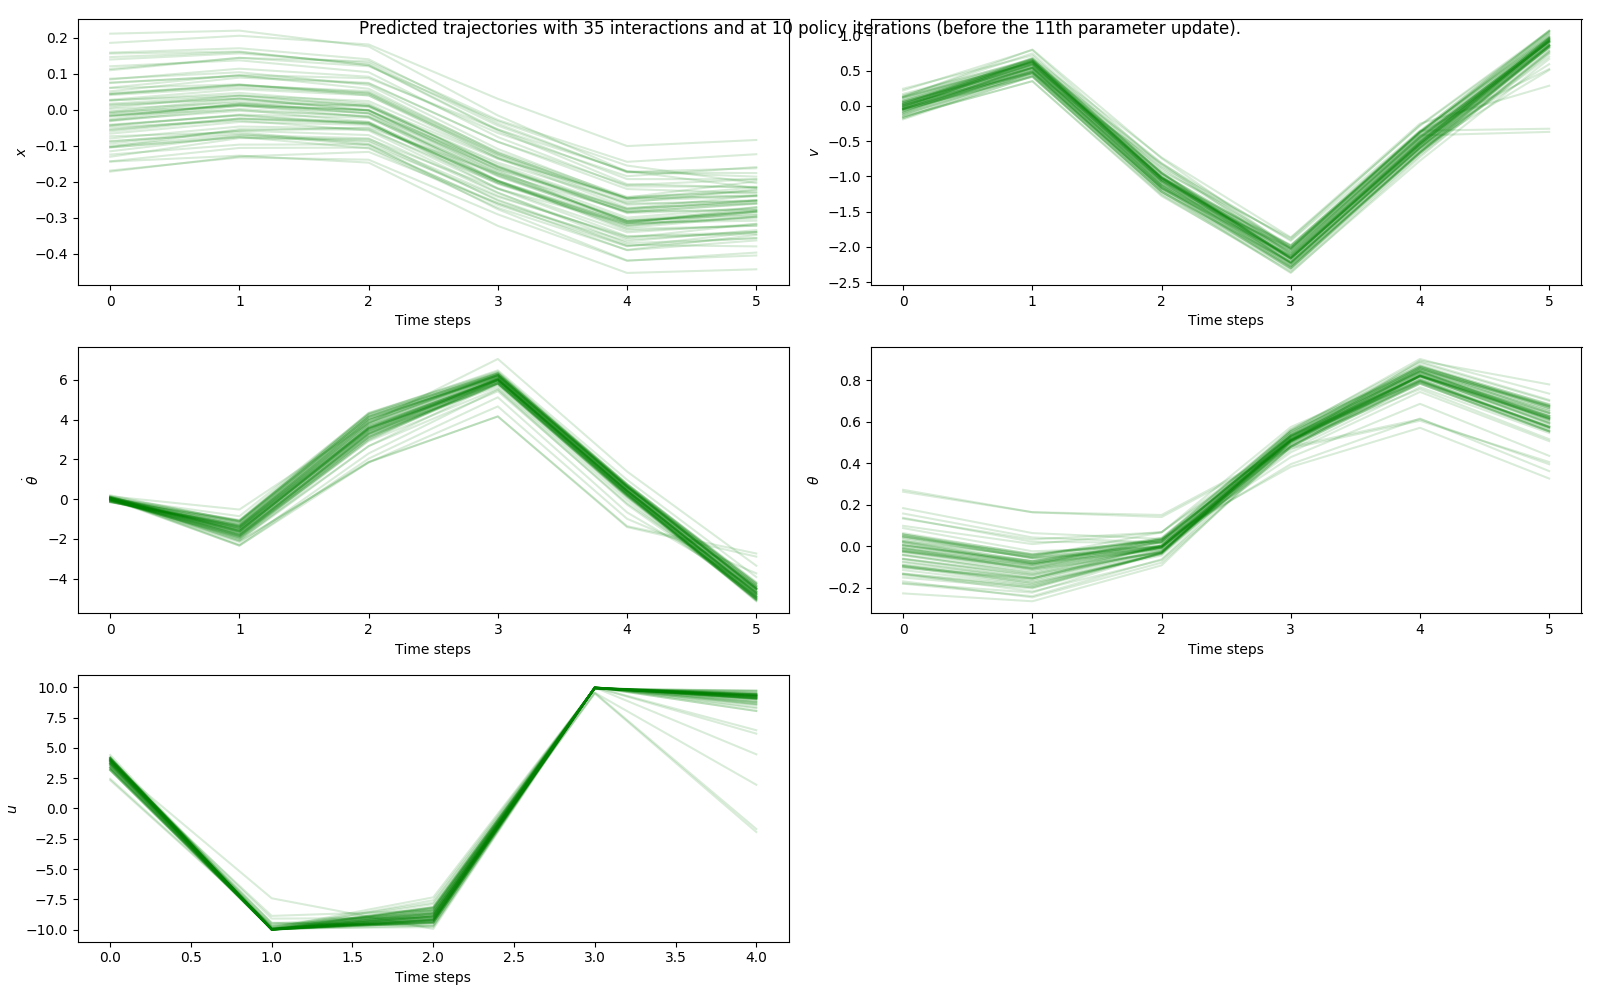 Predicted trajectories with 35 interactions and at 10 policy iterations (before the 11th parameter update).
0.2
0.1
0.0
−0.1
−0.2
−0.3
−0.4
x
0 1 2 3 4 5
Time steps
1.0
0.5
0.0
−0.5
−1.0
−1.5
−2.0
−2.5
v
0 1 2 3 4 5
Time steps
6
4
2
0
−2
−4
θ̇
0 1 2 3 4 5
Time steps
0.8
0.6
0.4
0.2
0.0
−0.2
θ
0 1 2 3 4 5
Time steps
10.0
7.5
5.0
2.5
0.0
−2.5
−5.0
−7.5
−10.0
u
0.0 0.5 1.0 1.5 2.0 2.5 3.0 3.5 4.0
Time steps